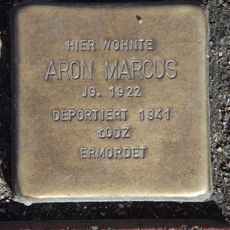 HIER WOHNTE
ARON MARCUS
JG. 1922
DEPORTIERT 1941
ŁODZ
ERMORDET